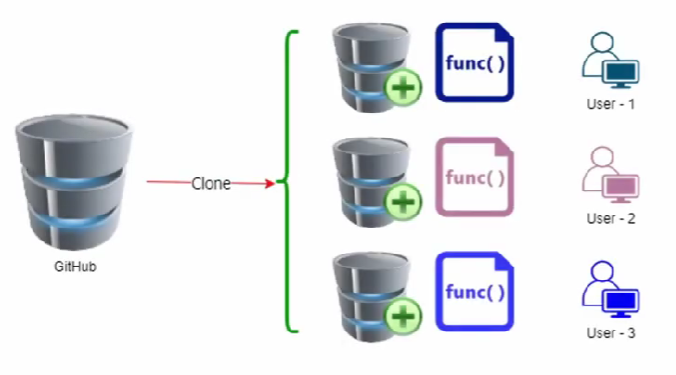 func( )
User - 1
Clone
func( )
GitHub
User - 2
func( )
User - 3